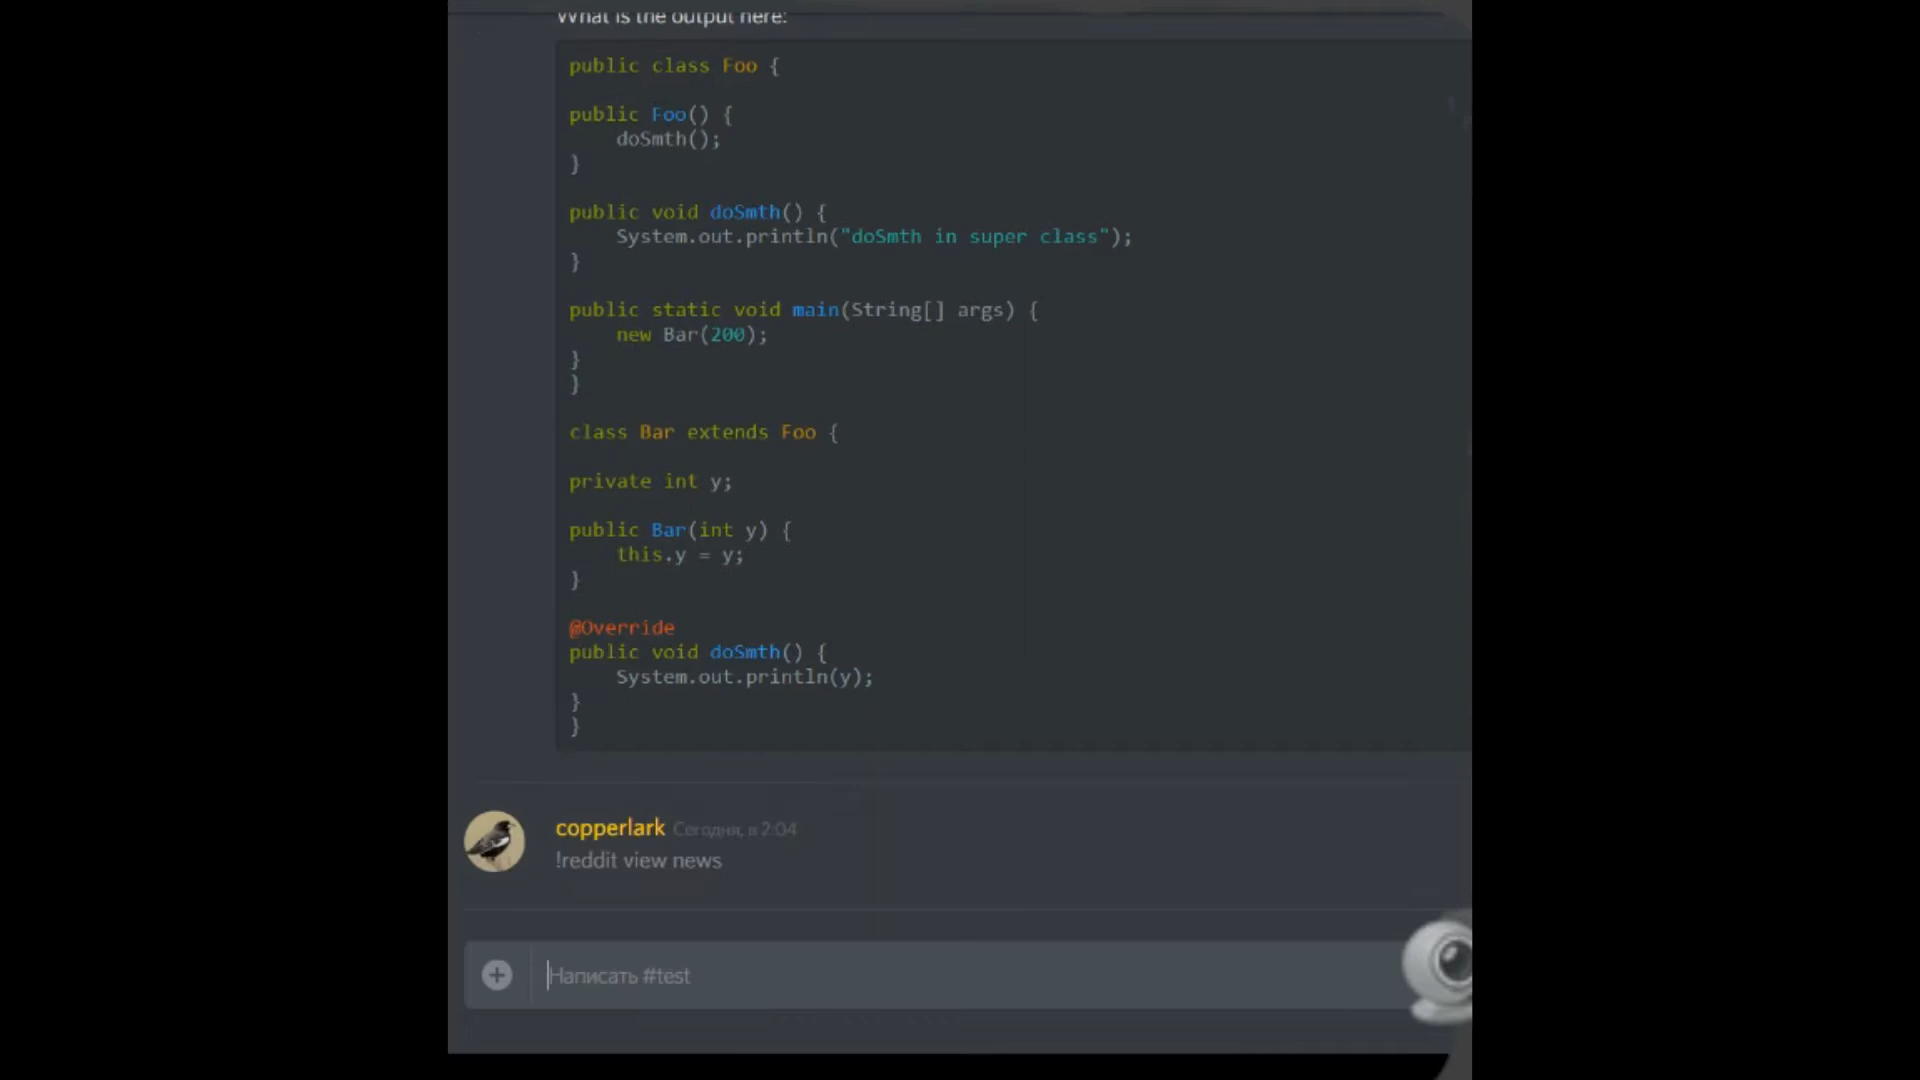 What is the output here:
public class Foo {
public Foo() {
doSmth();
}
public void doSmth() {
System.out.println("doSmth in super class");
}
public static void main(String[] args) {
new Bar(200);
}
}
class Bar extends Foo {
private int y;
public Bar(int y) {
this.y = y;
}
@Override
public void doSmth() {
System.out.println(y);
}
}
copperlark Сегодня, в 2:04
!reddit view news
Написать #test